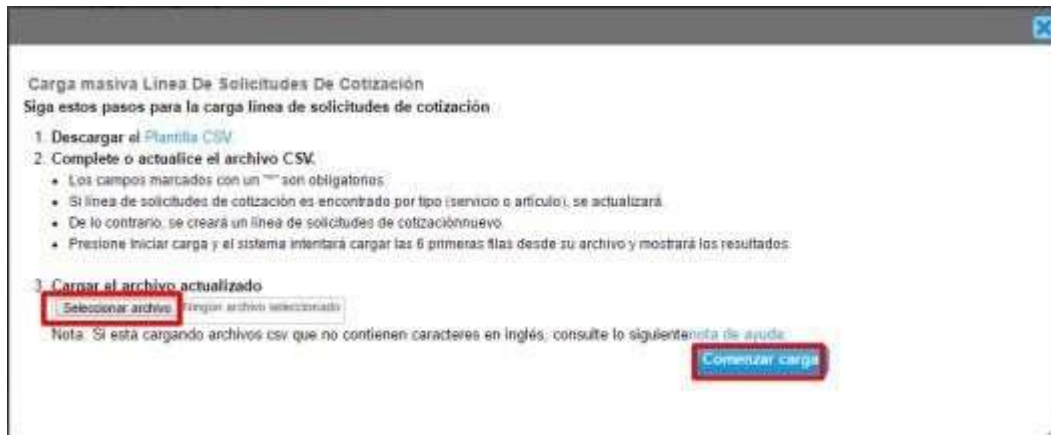 Carga masiva Línea De Solicitudes De Cotización
Siga estos pasos para la carga línea de solicitudes de cotización
1. Descargar el Plantilla CSV
2. Complete o actualice el archivo CSV.
• Los campos marcados con un "*" son obligatorios.
• Si línea de solicitudes de cotización es encontrado por tipo (servicio o artículo), se actualizará.
• De lo contrario, se creará un línea de solicitudes de cotizaciónnuevo.
• Presione Iniciar carga y el sistema intentará cargar las 6 primeras filas desde su archivo y mostrará los resultados.
3. Cargar el archivo actualizado
Seleccionar archivo Ningún archivo seleccionado
Nota: Si está cargando archivos csv que no contienen caracteres en inglés, consulte lo siguientenota de ayuda.
Comenzar carga